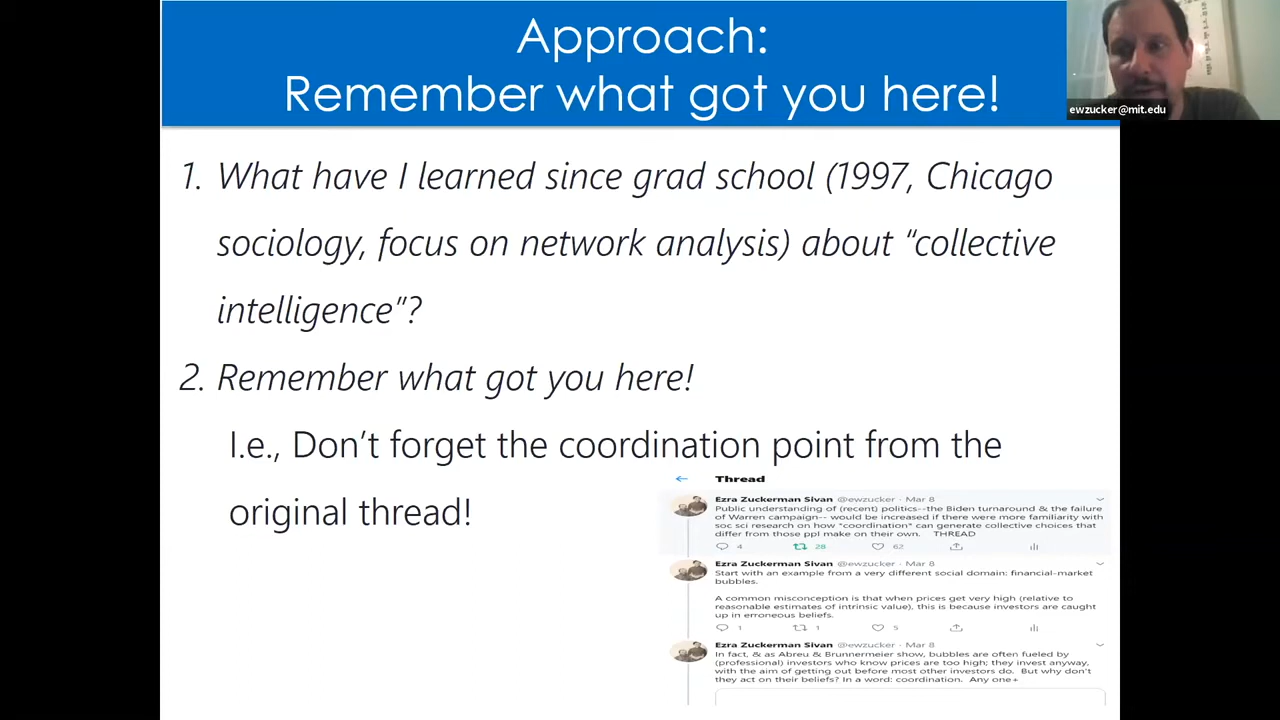 Approach:
Remember what got you here!
ewzucker@mit.edu
1. What have I learned since grad school (1997, Chicago
sociology, focus on network analysis) about “collective
intelligence”?
2. Remember what got you here!
I.e., Don’t forget the coordination point from the
original thread!
Thread
Ezra Zuckerman Sivan @ewzucker · Mar 8
Public understanding of (recent) politics--the Biden turnaround & the failure
of Warren campaign-- would be increased if there were more familiarity with
soc sci research on how *coordination* can generate collective choices that
differ from those ppl make on their own. THREAD
4 28 62
Ezra Zuckerman Sivan @ewzucker · Mar 8
Start with an example from a very different social domain: financial-market
bubbles.
A common misconception is that when prices get very high (relative to
reasonable estimates of intrinsic value), this is because investors are caught
up in erroneous beliefs.
1 1 5
Ezra Zuckerman Sivan @ewzucker · Mar 8
In fact, & as Abreu & Brunnermeier show, bubbles are often fueled by
(professional) investors who know prices are too high; they invest anyway,
with the aim of getting out before most other investors do. But why don't
they act on their beliefs? In a word: coordination. Any one+